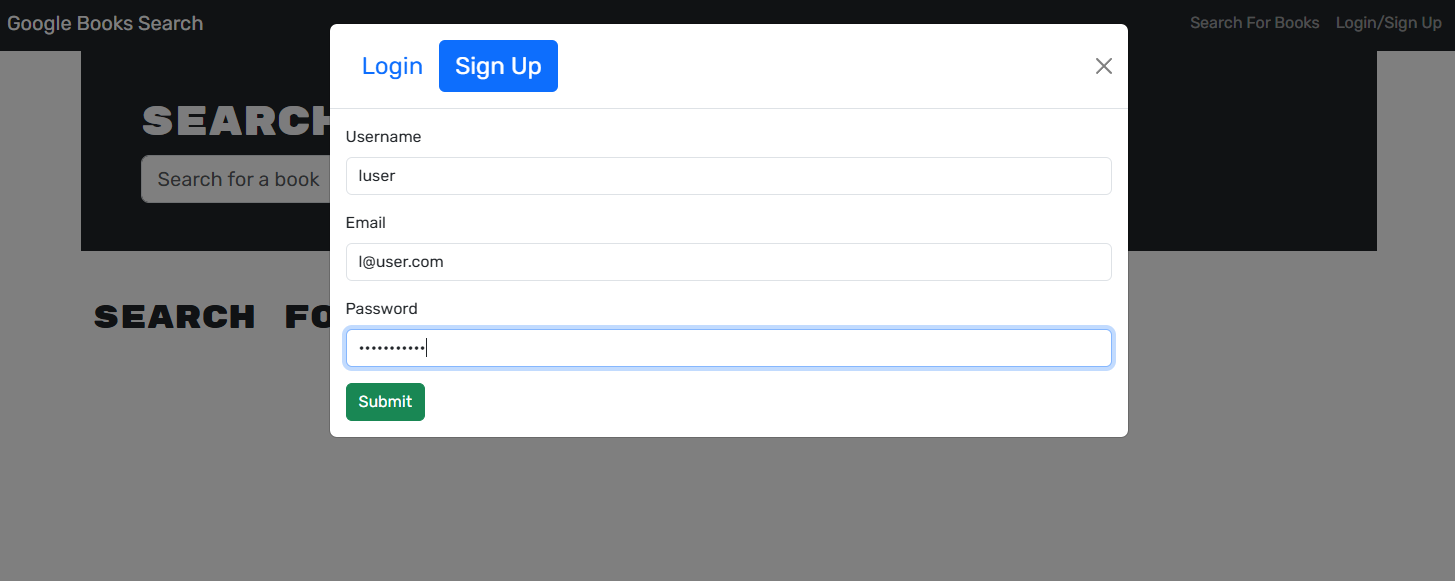 Google Books Search
Search For Books
Login/Sign Up
Login
Sign Up
SEARCH
Search for a book
Username
luser
Email
l@user.com
Password
•••••••••••
Submit
SEARCH FO